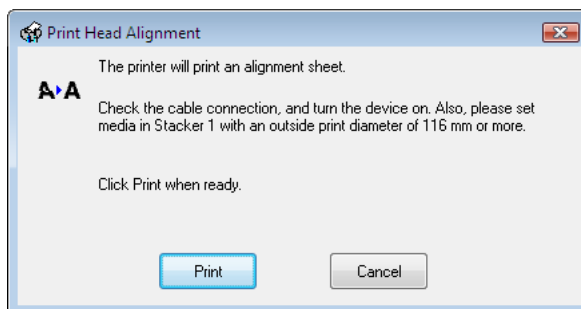 Print Head Alignment
The printer will print an alignment sheet.
A A
Check the cable connection, and turn the device on. Also, please set
media in Stacker 1 with an outside print diameter of 116 mm or more.
Click Print when ready.
Print Cancel